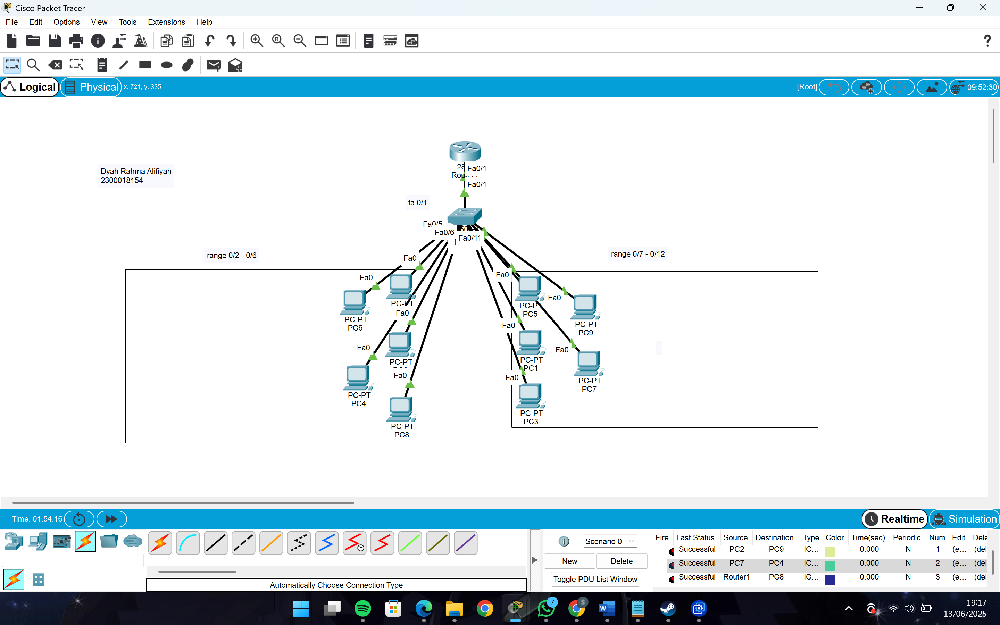 Cisco Packet Tracer
File Edit Options View Tools Extensions Help
Logical Physical x: 721, y: 335 [Root] 09:52:30
Dyah Rahma Alifiyah
2300018154
Fa0/1
Fa0/1
fa 0/1
Fa0/5
Fa0/6
Fa0/11
range 0/2 - 0/6
range 0/7 - 0/12
Fa0
Fa0
PC-PT
PC-PT
PC6
Fa0
PC-PT
Fa0
PC-PT
PC4
Fa0
PC-PT
PC8
Fa0
PC-PT
PC5
Fa0
PC-PT
PC9
Fa0
PC-PT
PC1
Fa0
PC-PT
PC7
Fa0
PC-PT
PC3
Time: 01:54:16 Realtime Simulation
Scenario 0
New Delete
Toggle PDU List Window
Automatically Choose Connection Type
Fire Last Status Source Destination Type Color Time(sec) Periodic Num Edit Dele
Successful PC2 PC9 IC... 0.000 N 1 (e... (del
Successful PC7 PC4 IC... 0.000 N 2 (e... (del
Successful Router1 PC8 IC... 0.000 N 3 (e... (del
7
S
19:17
13/06/2025